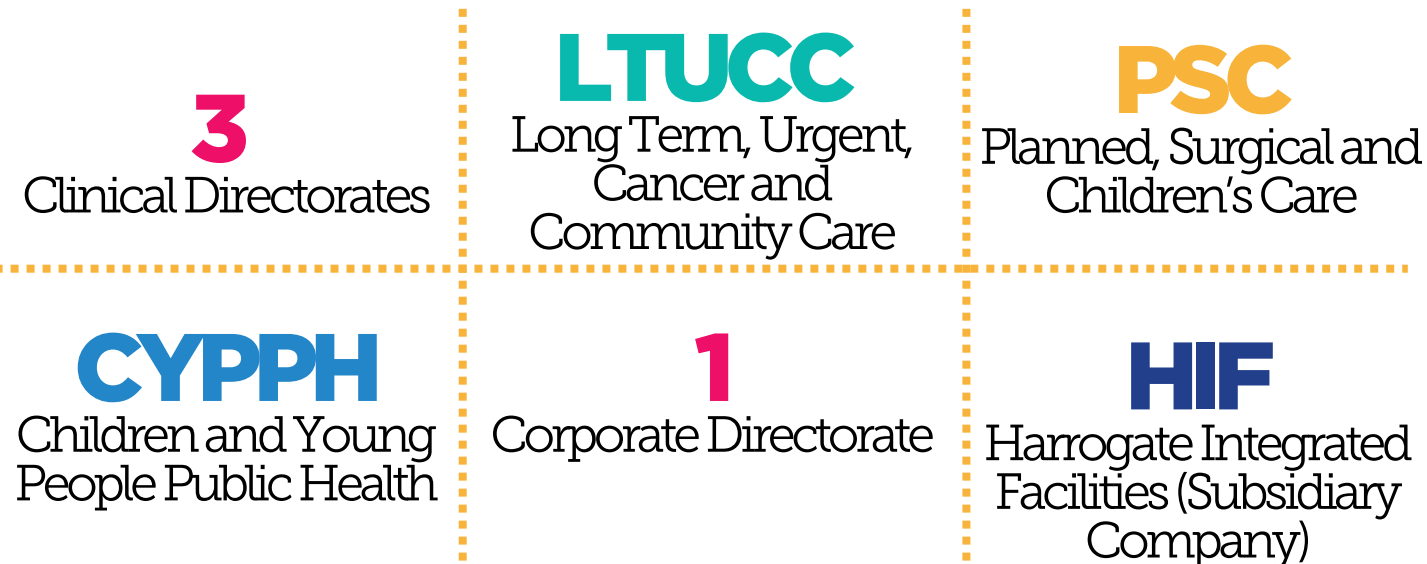 3
Clinical Directorates
LTUCC
Long Term, Urgent,
Cancer and
Community Care
PSC
Planned, Surgical and
Children's Care
CYPPH
Children and Young
People Public Health
1
Corporate Directorate
HIF
Harrogate Integrated
Facilities (Subsidiary
Company)